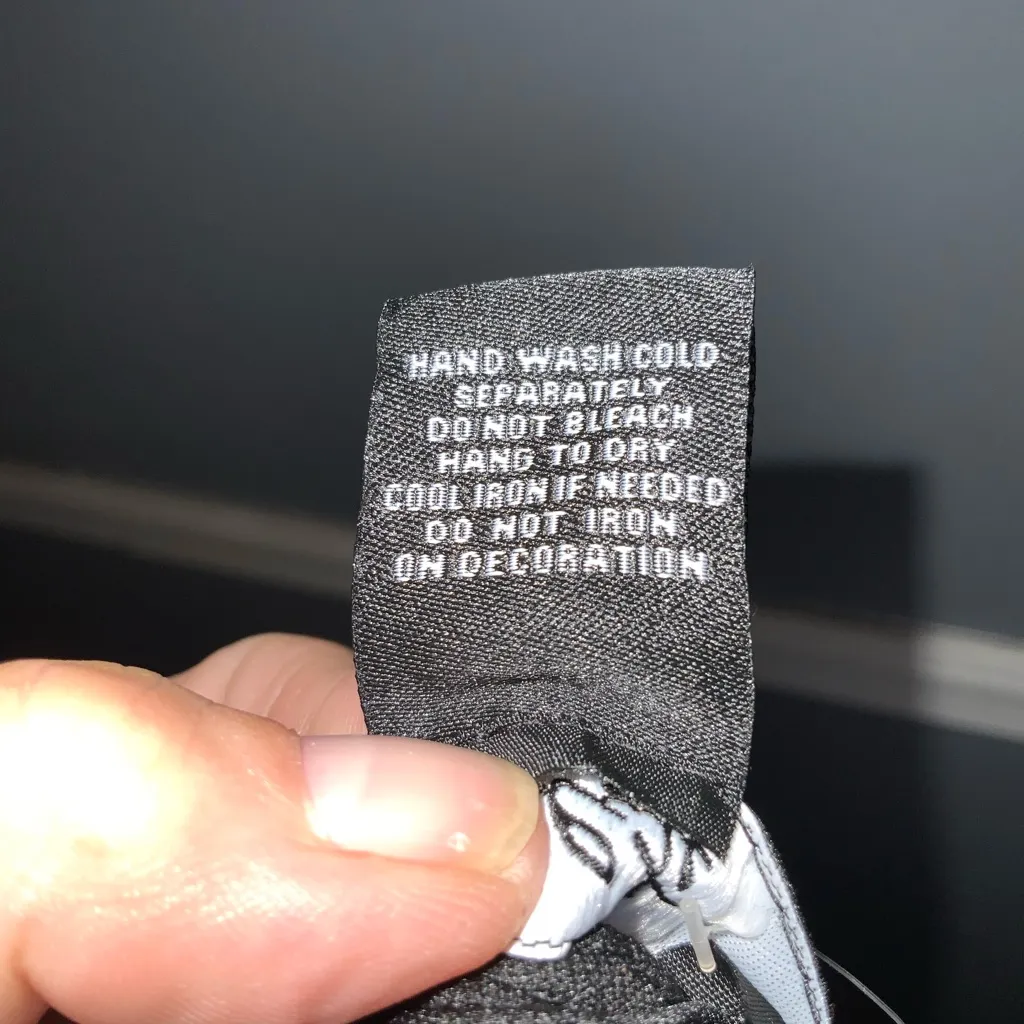 HAND WASH COLD
SEPARATELY
DO NOT BLEACH
HANG TO DRY
COOL IRON IF NEEDED
DO NOT IRON
ON DECORATION